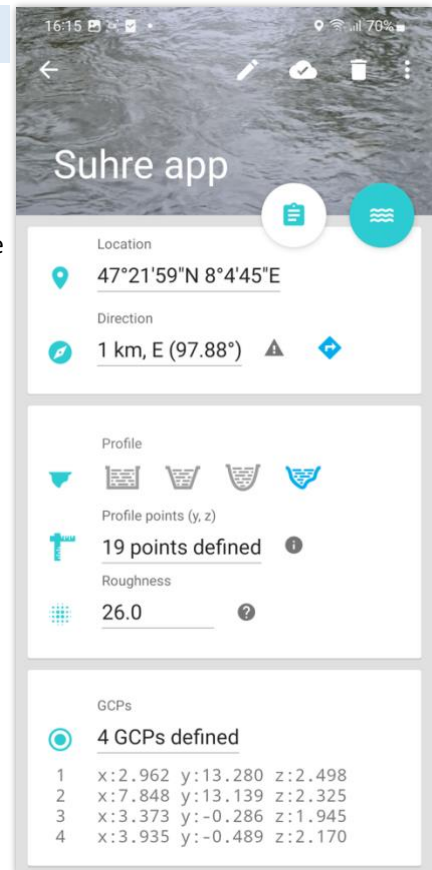 16:15 70%
Suhre app
e
Location
47°21'59"N 8°4'45"E
Direction
1 km, E (97.88°)
Profile
Profile points (y, z)
19 points defined
Roughness
26.0
GCPs
4 GCPs defined
1 x:2.962 y:13.280 z:2.498
2 x:7.848 y:13.139 z:2.325
3 x:3.373 y:-0.286 z:1.945
4 x:3.935 y:-0.489 z:2.170